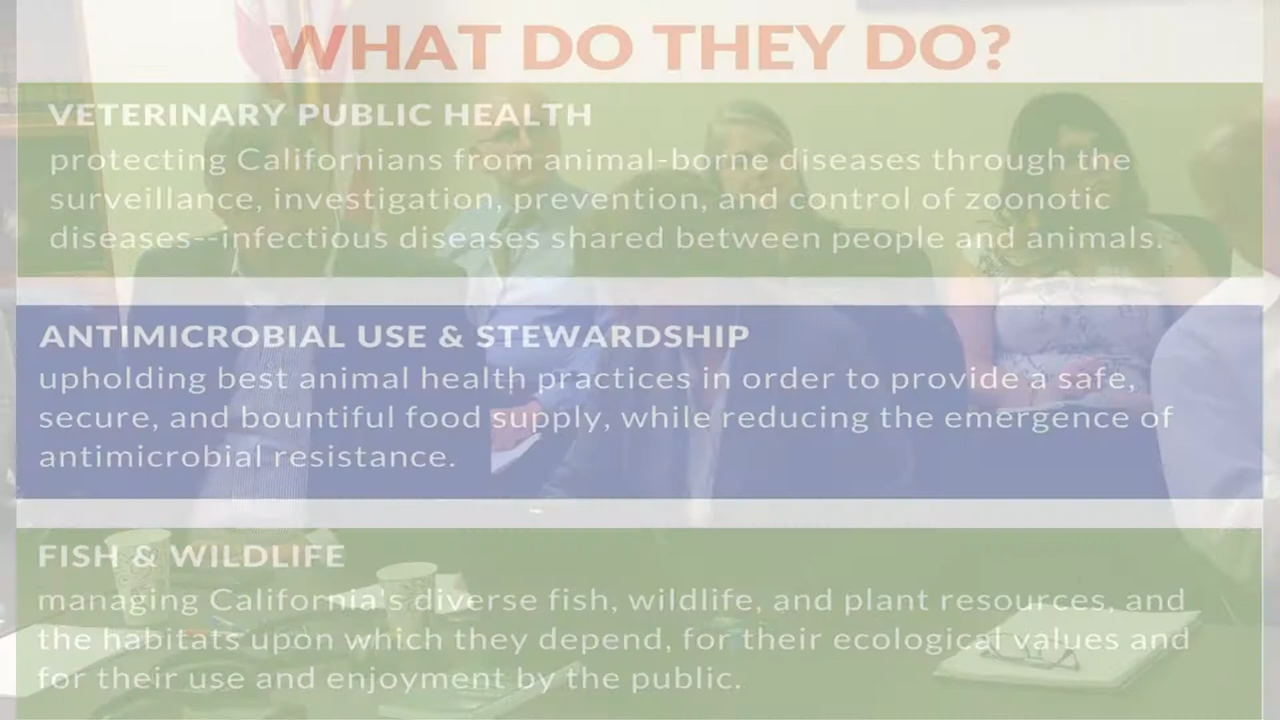 WHAT DO THEY DO?
VETERINARY PUBLIC HEALTH
protecting Californians from animal-borne diseases through the
surveillance, investigation, prevention, and control of zoonotic
diseases--infectious diseases shared between people and animals.
ANTIMICROBIAL USE & STEWARDSHIP
upholding best animal health practices in order to provide a safe,
secure, and bountiful food supply, while reducing the emergence of
antimicrobial resistance.
FISH & WILDLIFE
managing California's diverse fish, wildlife, and plant resources, and
the habitats upon which they depend, for their ecological values and
for their use and enjoyment by the public.